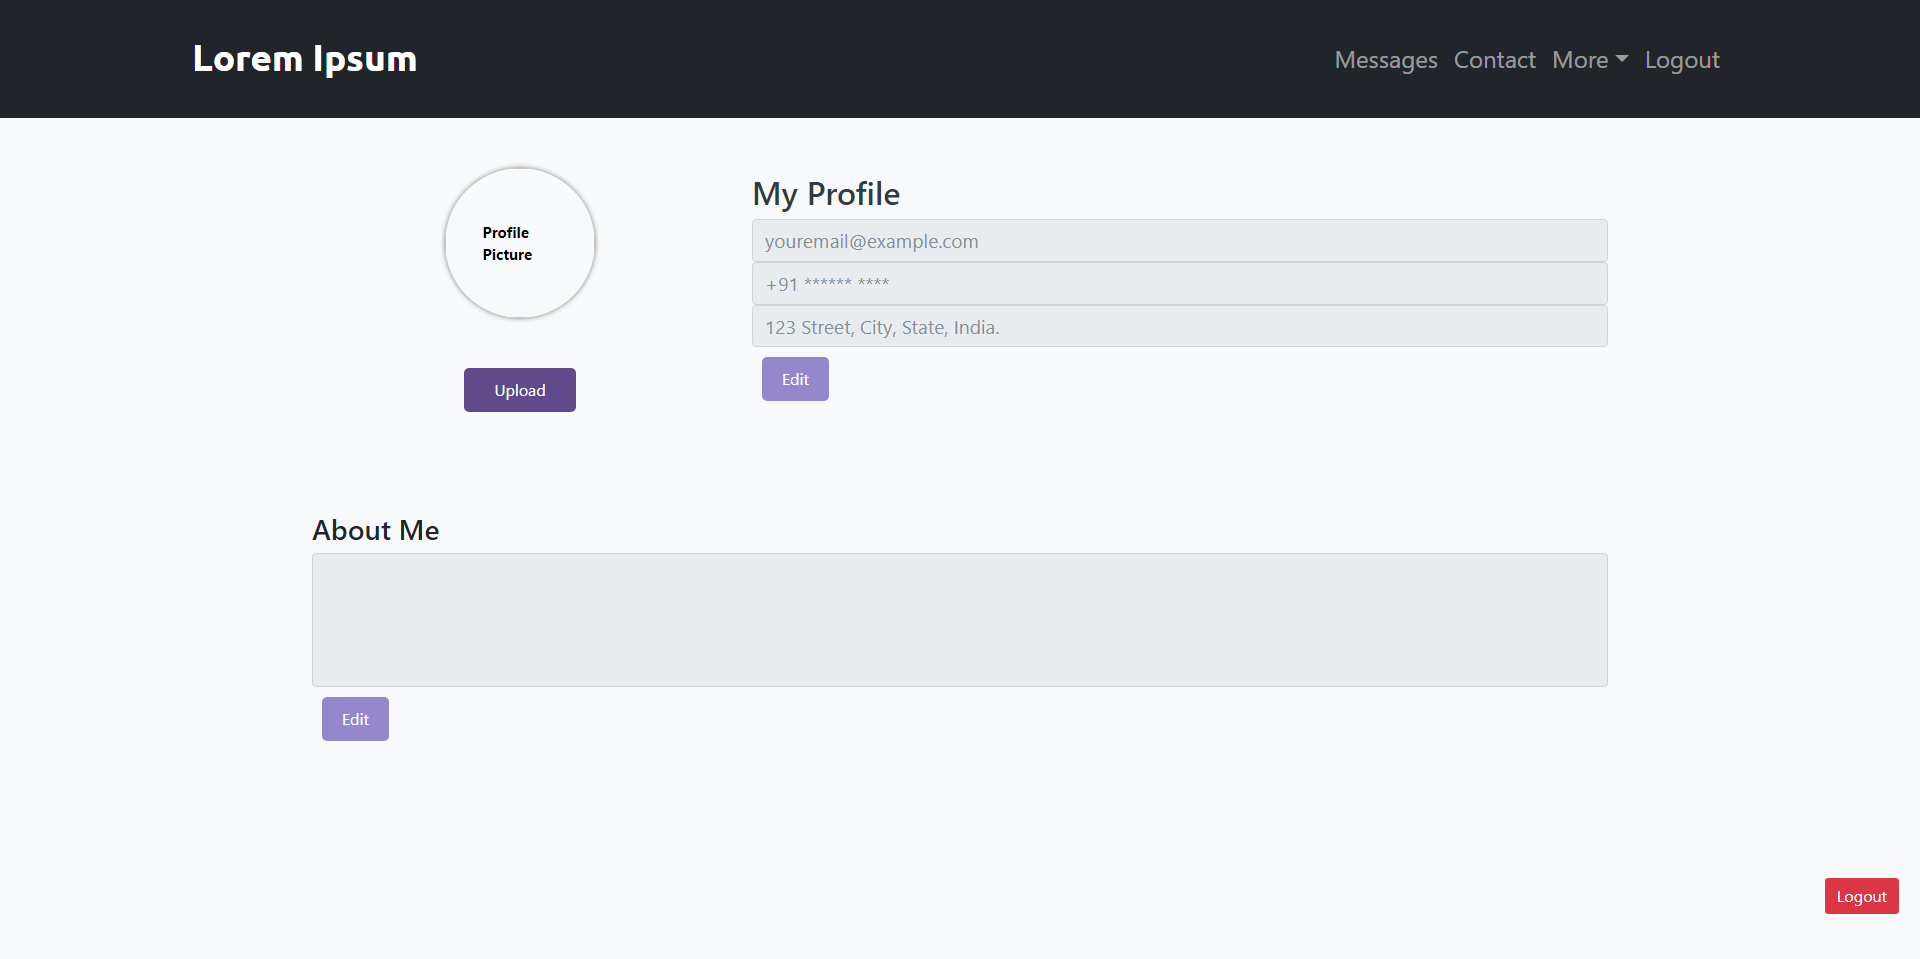 Lorem Ipsum
Messages Contact More Logout
Profile
Picture
Upload
My Profile
youremail@example.com
+91 ****** ****
123 Street, City, State, India.
Edit
About Me
Edit
Logout